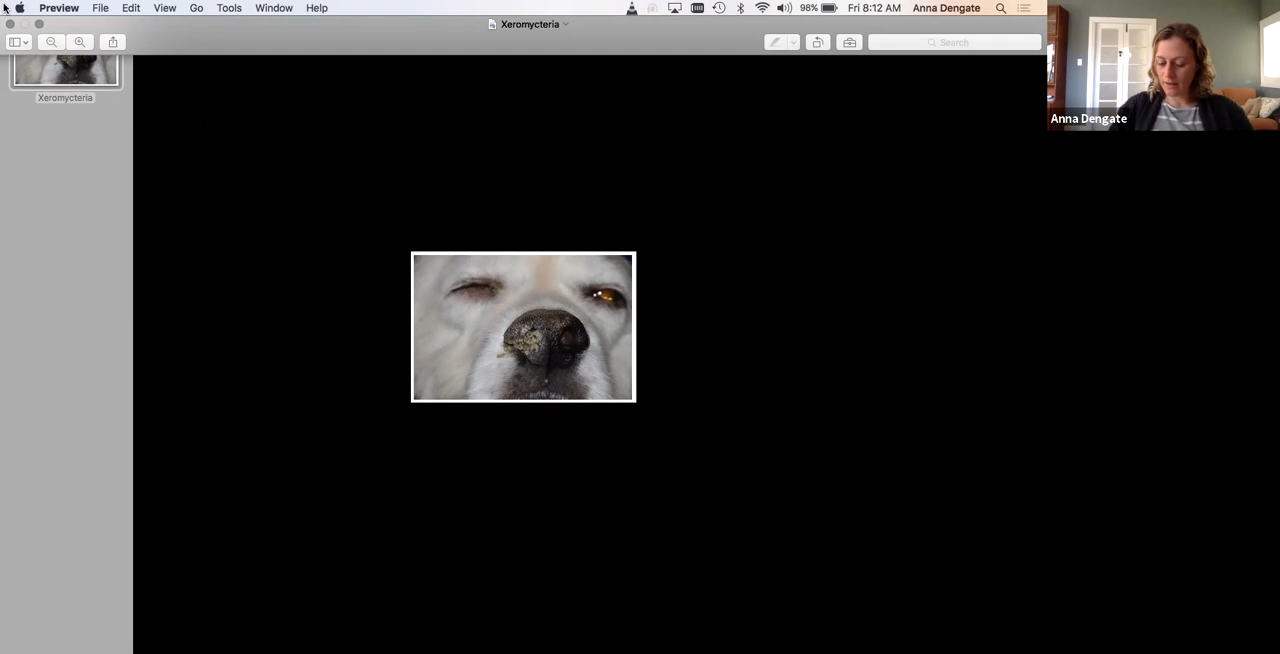 Preview File Edit View Go Tools Window Help 98% Fri 8:12 AM Anna Dengate
Xeromycteria
Search
Xeromycteria
Anna Dengate